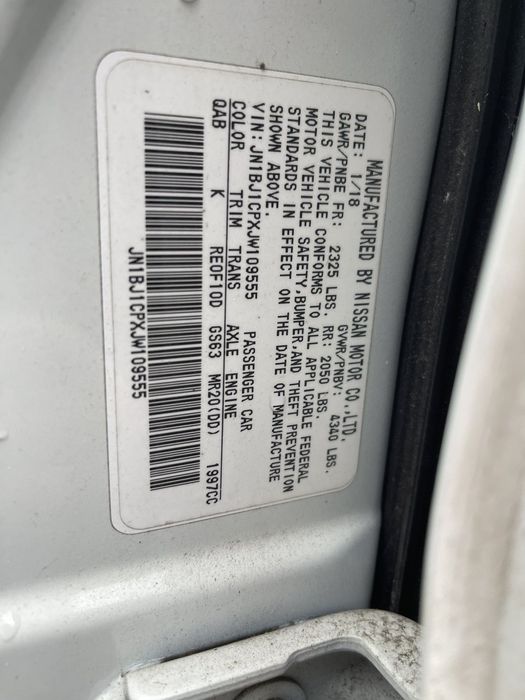 MANUFACTURED BY NISSAN MOTOR CO.,LTD.
DATE: 1/18 GVWR/PNBV: 4340 LBS.
GAWR/PNBE FR: 2325 LBS. RR: 2050 LBS.
THIS VEHICLE CONFORMS TO ALL APPLICABLE FEDERAL
MOTOR VEHICLE SAFETY,BUMPER,AND THEFT PREVENTION
STANDARDS IN EFFECT ON THE DATE OF MANUFACTURE
SHOWN ABOVE.
VIN:JN1BJ1CPXJW109555 PASSENGER CAR
COLOR TRIM TRANS AXLE ENGINE
QAB K RE0F10D GS63 MR20(DD) 1997CC
JN1BJ1CPXJW109555